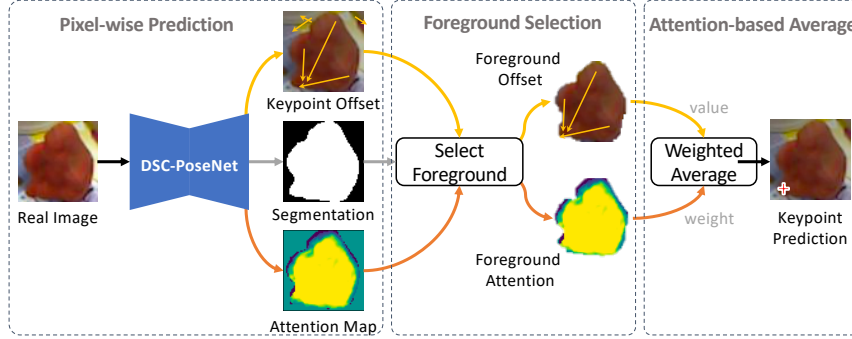 Pixel-wise Prediction
Foreground Selection
Attention-based Average
Keypoint Offset
Foreground
Offset
value
DSC-PoseNet
Select
Foreground
Weighted
Average
Real Image
Segmentation
weight
Keypoint
Prediction
Foreground
Attention
Attention Map